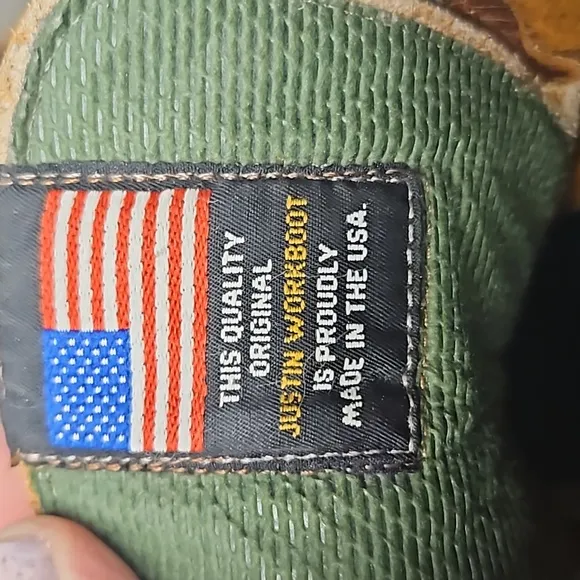 THIS QUALITY
ORIGINAL
JUSTIN WORKBOOT
IS PROUDLY
MADE IN THE USA.